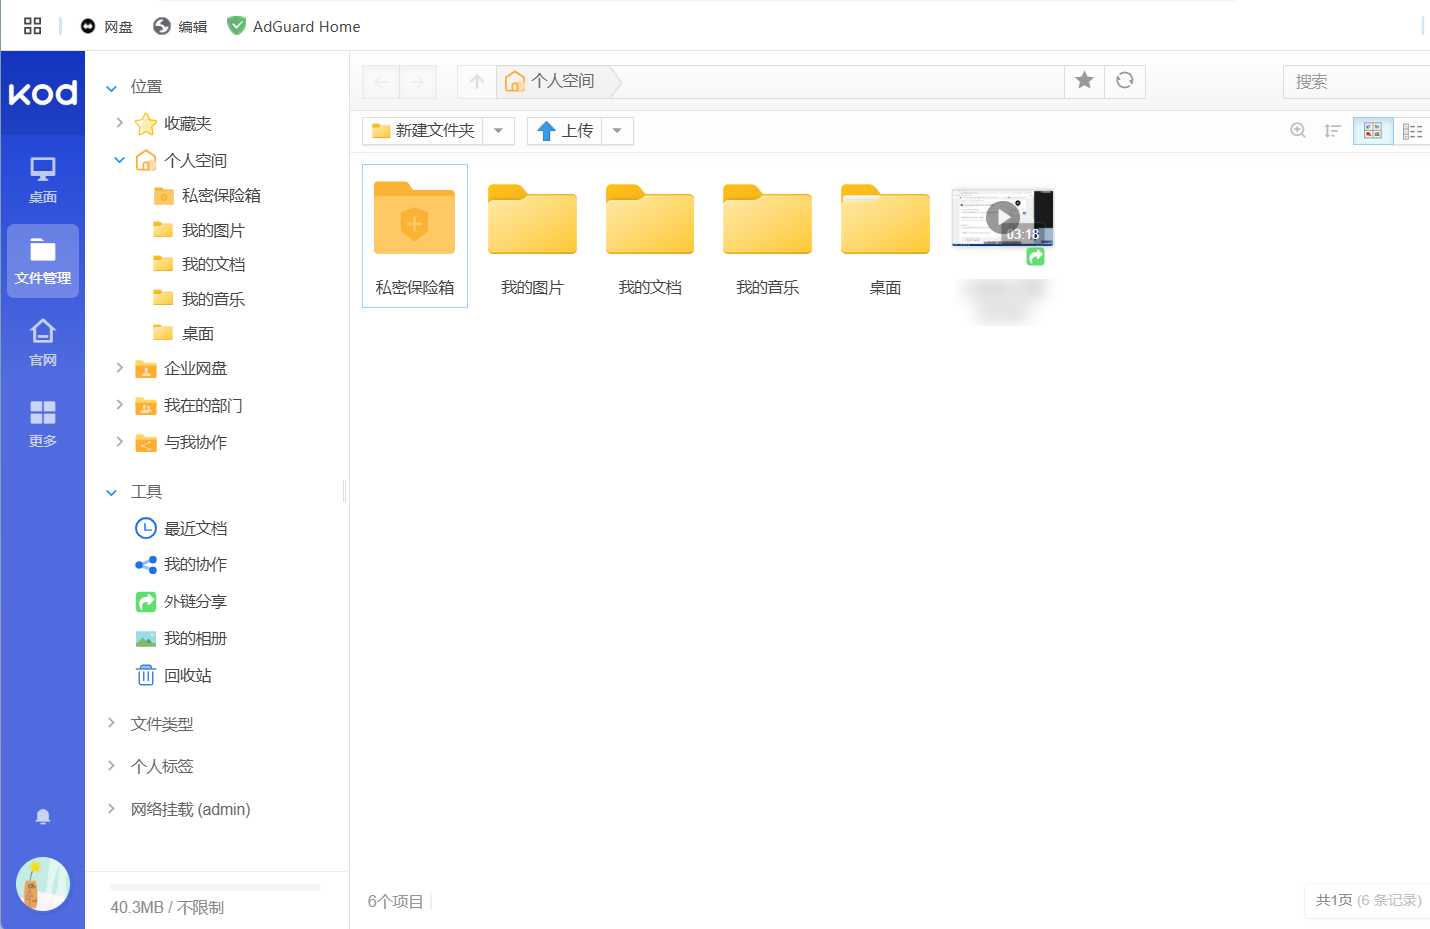 网盘
编辑
AdGuard Home
kod
桌面
文件管理
官网
更多
位置
收藏夹
个人空间
私密保险箱
我的图片
我的文档
我的音乐
桌面
企业网盘
我在的部门
与我协作
工具
最近文档
我的协作
外链分享
我的相册
回收站
文件类型
个人标签
网络挂载 (admin)
40.3MB / 不限制
个人空间
搜索
新建文件夹
上传
03:18
私密保险箱
我的图片
我的文档
我的音乐
桌面
6个项目
共1页 (6 条记录)